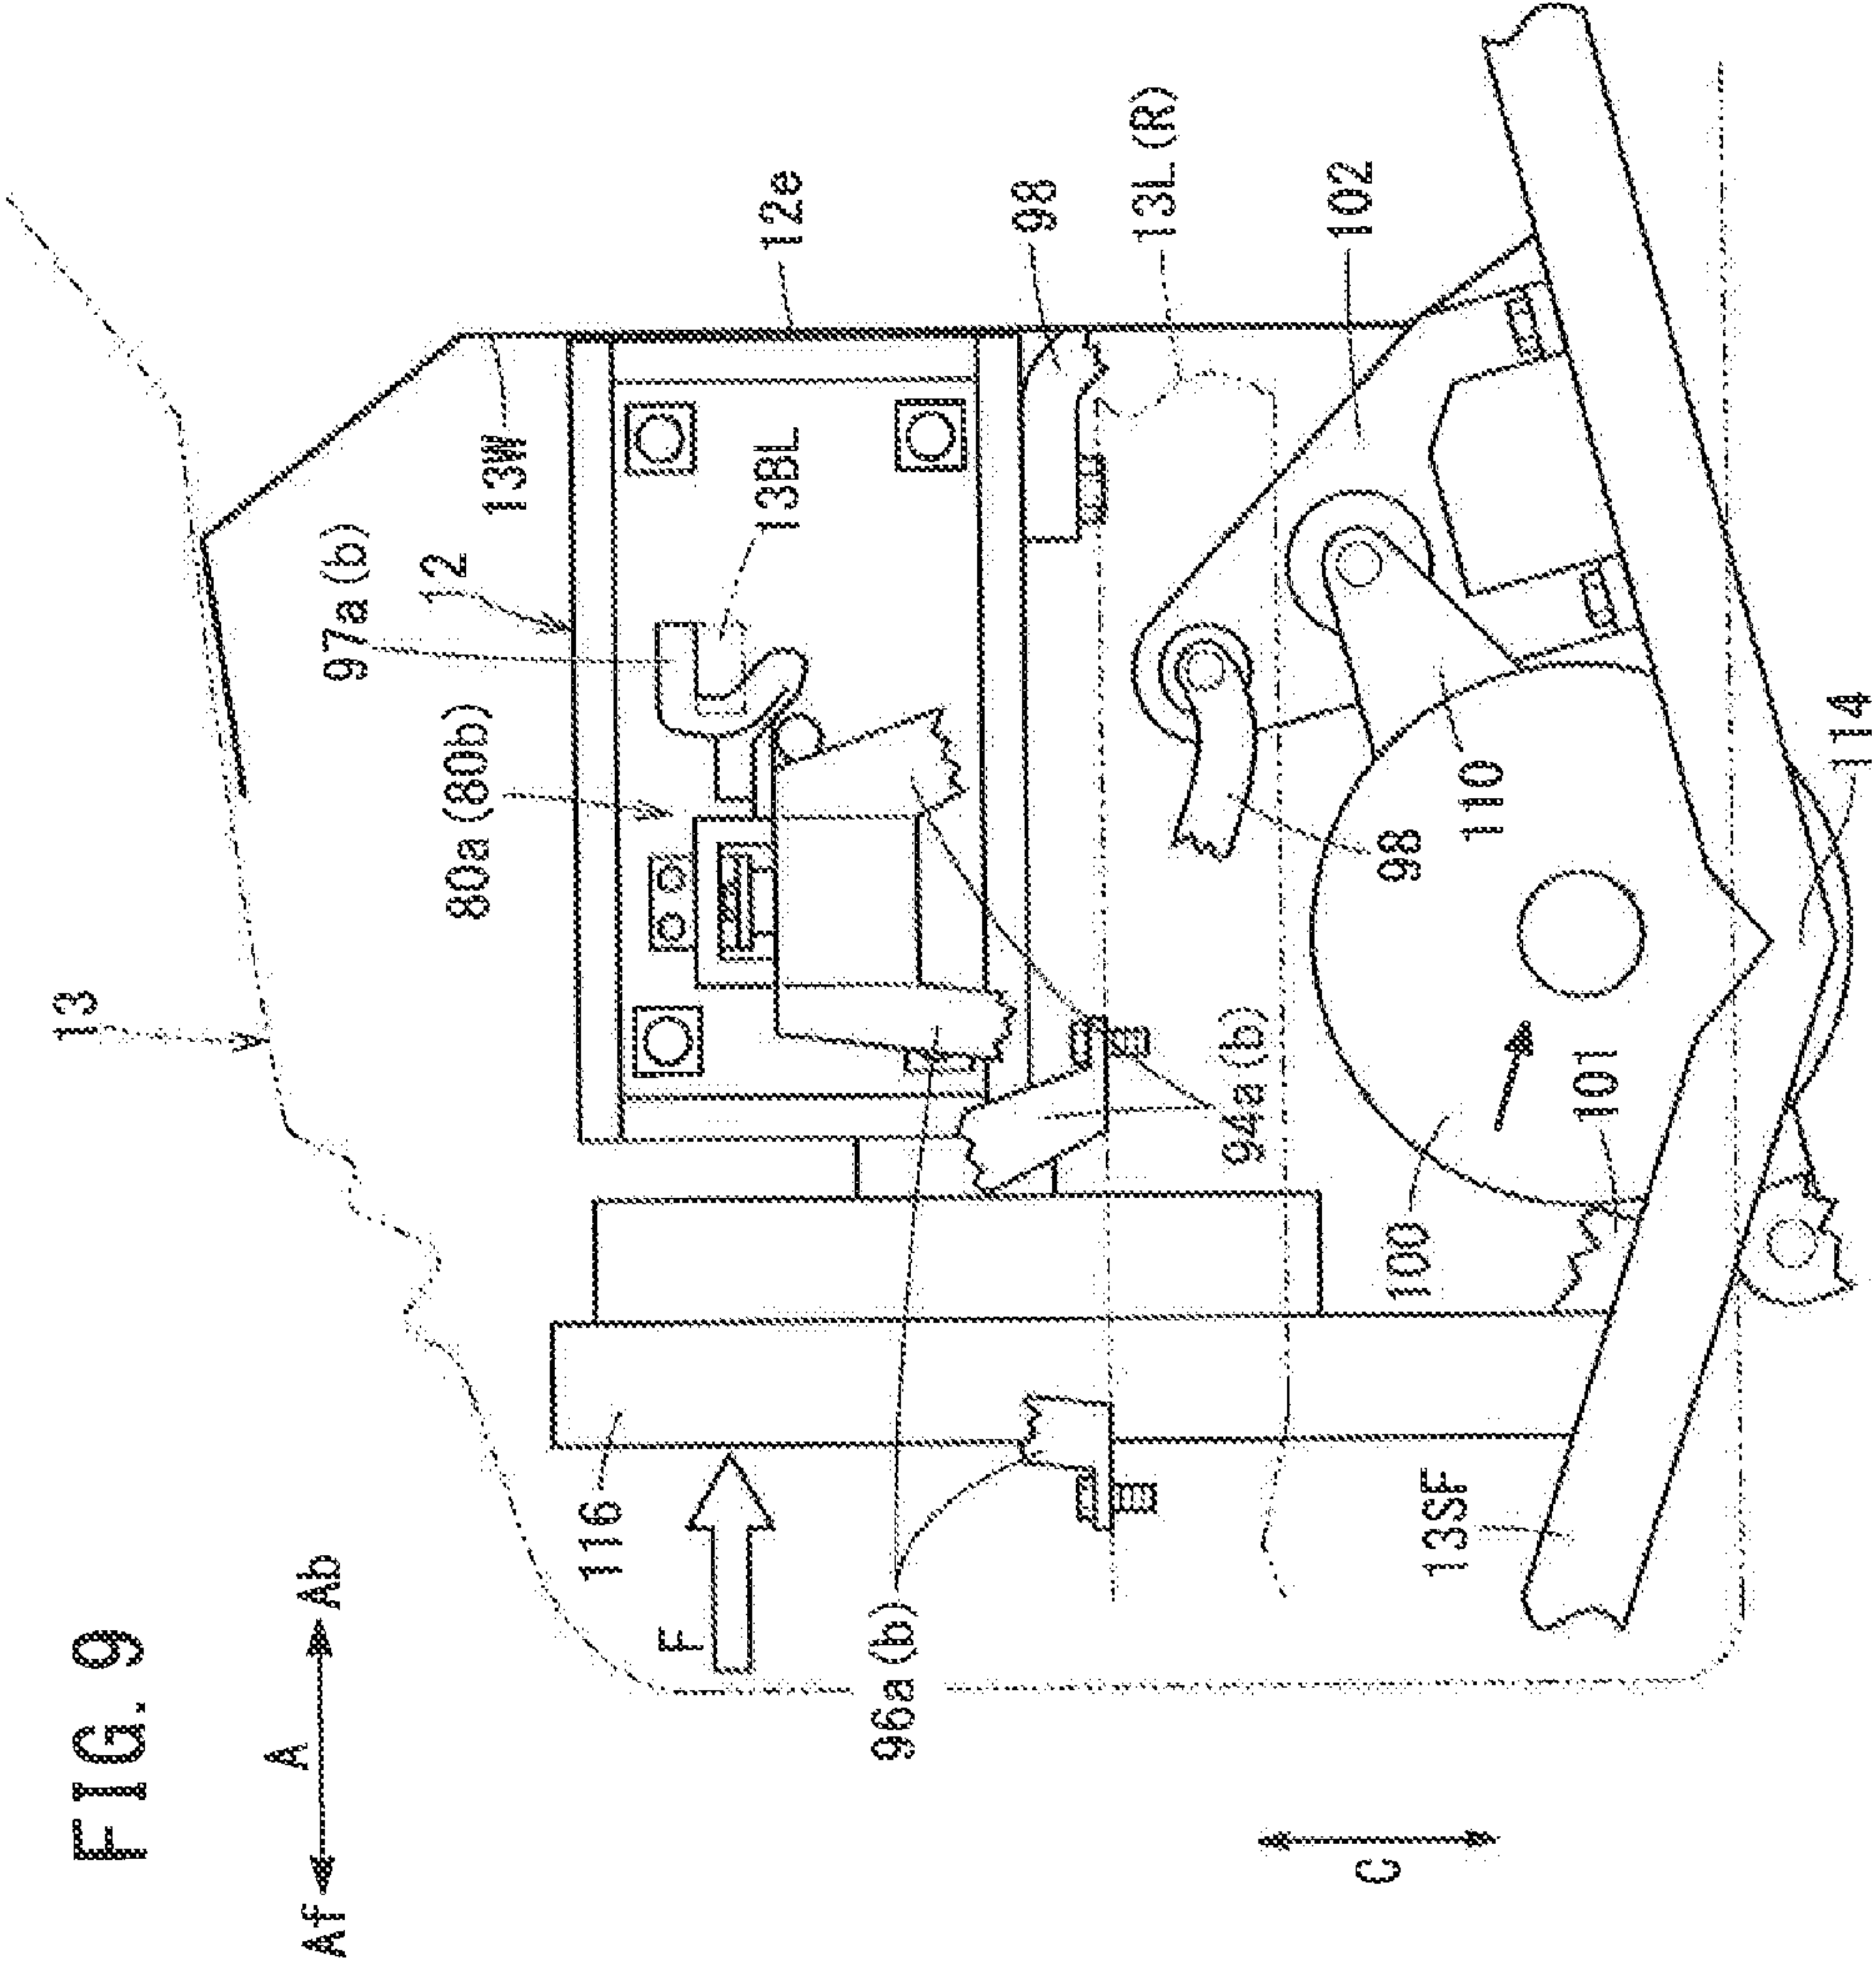 FIG. 9
A
Af
Ab
C
F
13
80a (80b)
97a (b)
12
13W
13BL
12e
98
13L (R)
102
116
96a (b)
94a (b)
13SF
100
101
98
110
114